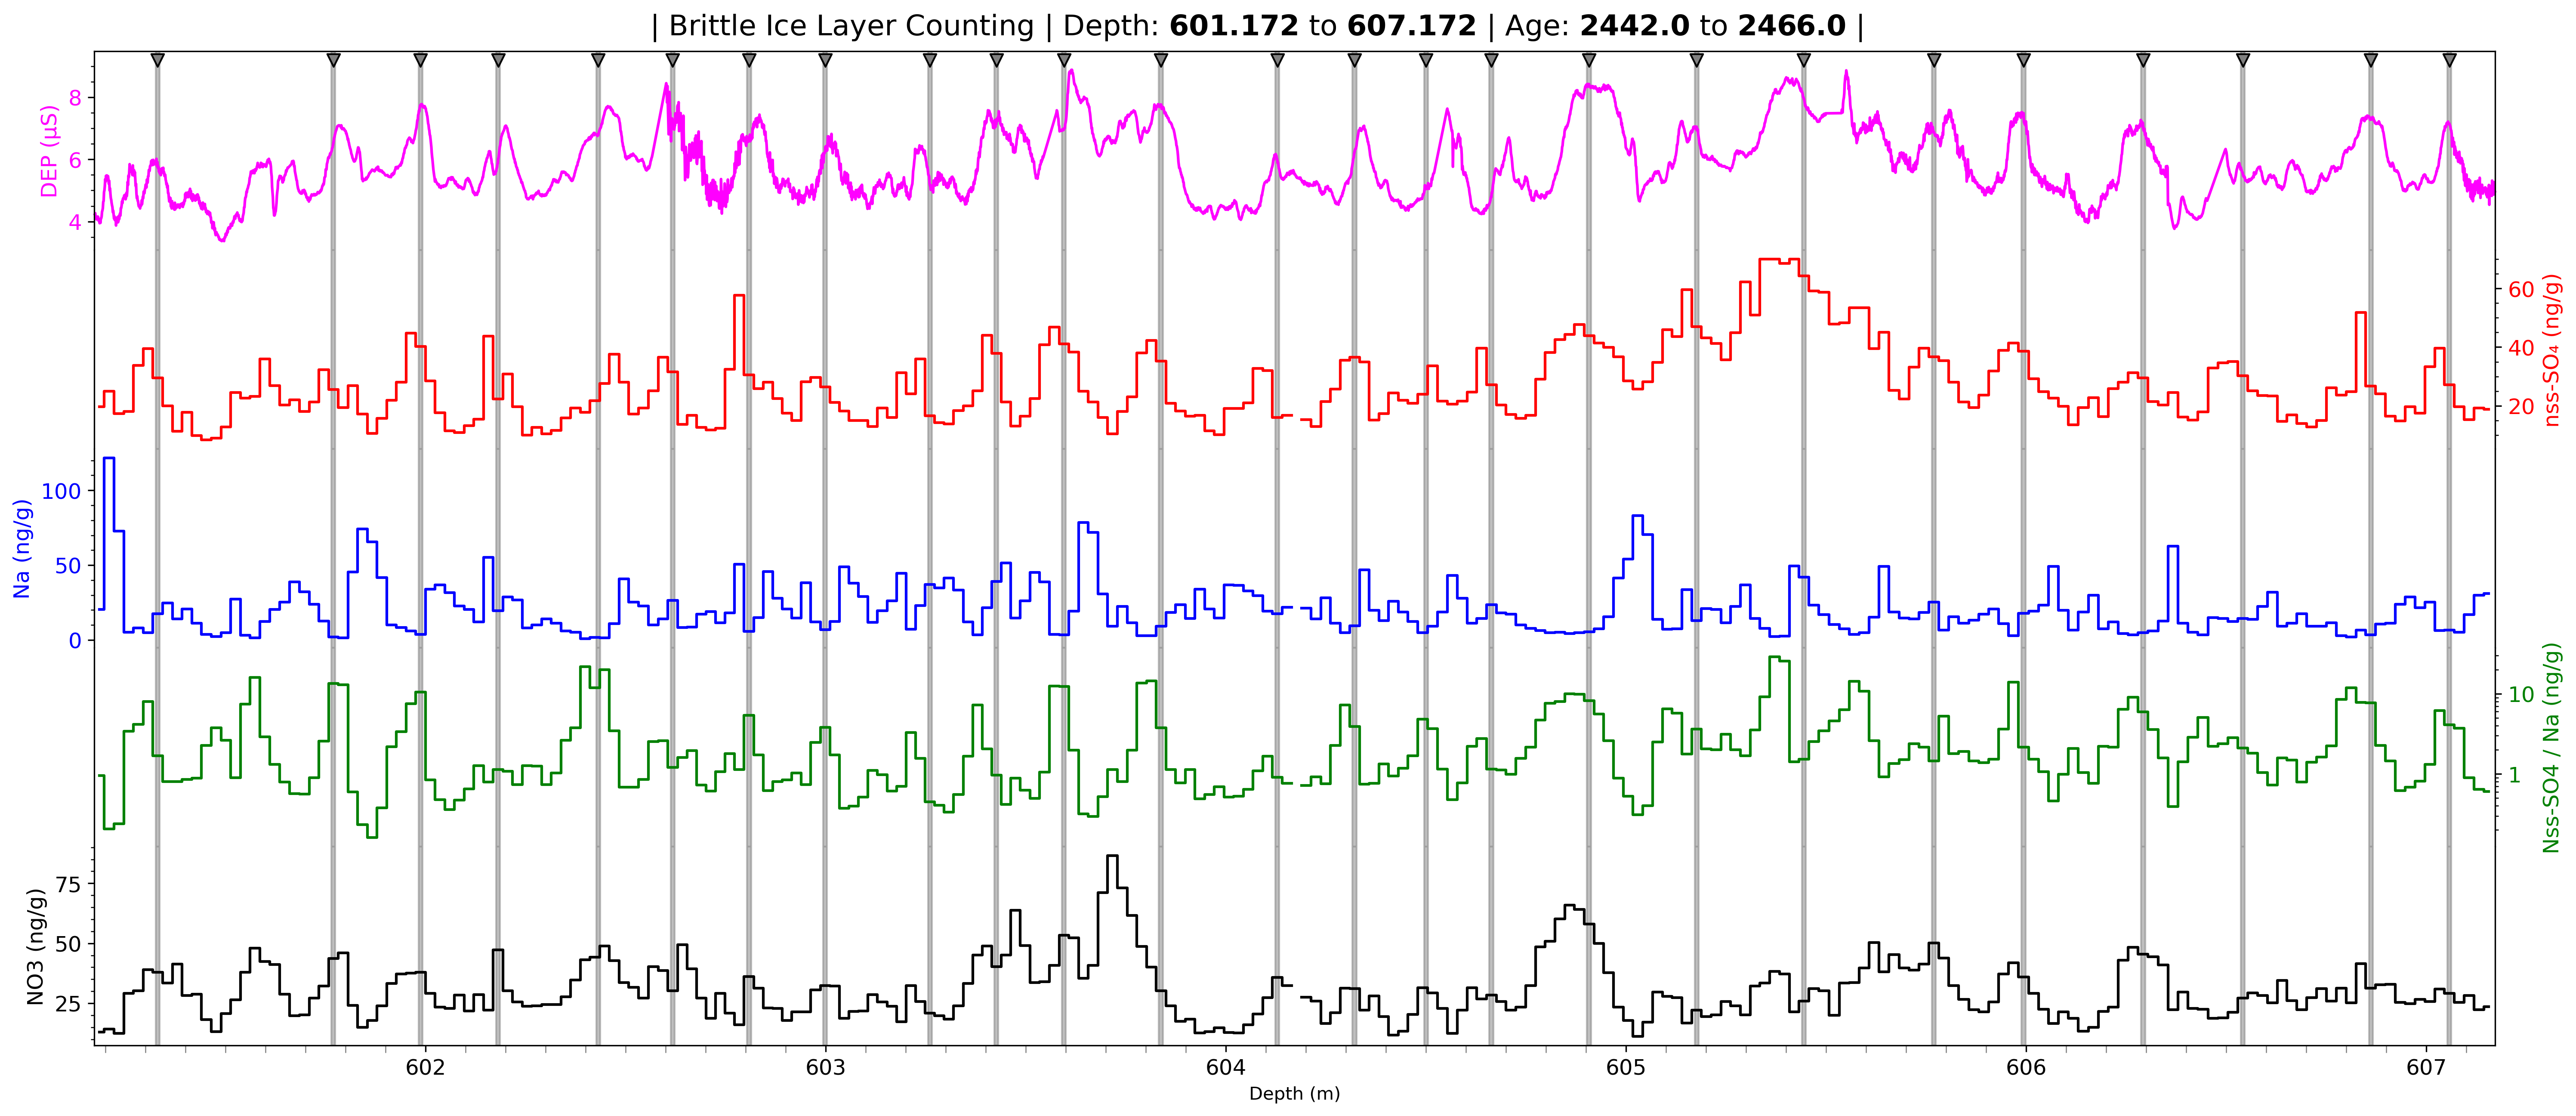 | Brittle Ice Layer Counting | Depth: 601.172 to 607.172 | Age: 2442.0 to 2466.0 |
DEP (µS)
8
6
4
nss-SO₄ (ng/g)
60
40
20
Na (ng/g)
100
50
0
Nss-SO4 / Na (ng/g)
10
1
NO3 (ng/g)
75
50
25
602
603
604
605
606
607
Depth (m)